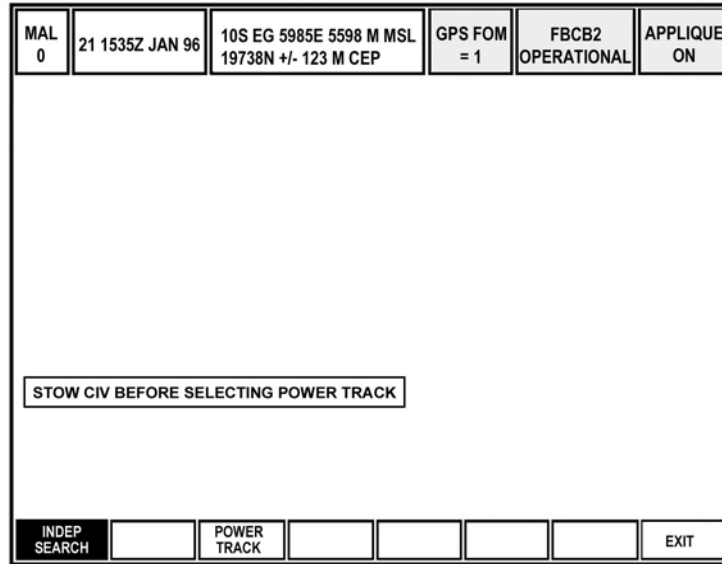 MAL
0
21 1535Z JAN 96
10S EG 5985E 5598 M MSL
19738N +/- 123 M CEP
GPS FOM
= 1
FBCB2
OPERATIONAL
APPLIQUE
ON
STOW CIV BEFORE SELECTING POWER TRACK
INDEP
SEARCH
POWER
TRACK
EXIT